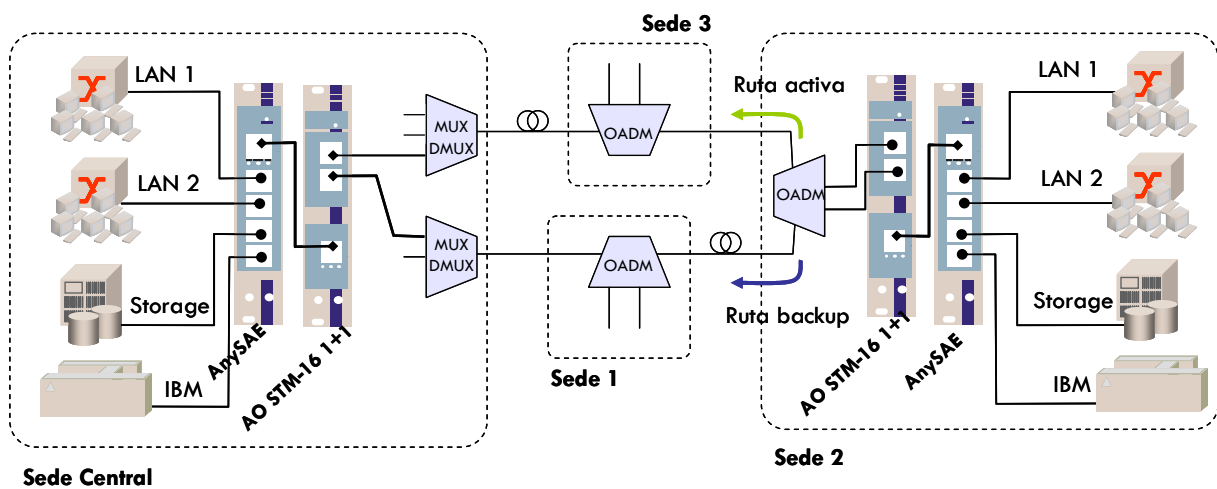 Sede 3
LAN 1
LAN 2
Storage
IBM
AnySAE
AO STM-16 1+1
MUX
DMUX
MUX
DMUX
OADM
OADM
Sede 1
Ruta activa
OADM
Ruta backup
AO STM-16 1+1
AnySAE
LAN 1
LAN 2
Storage
IBM
Sede 2
Sede Central